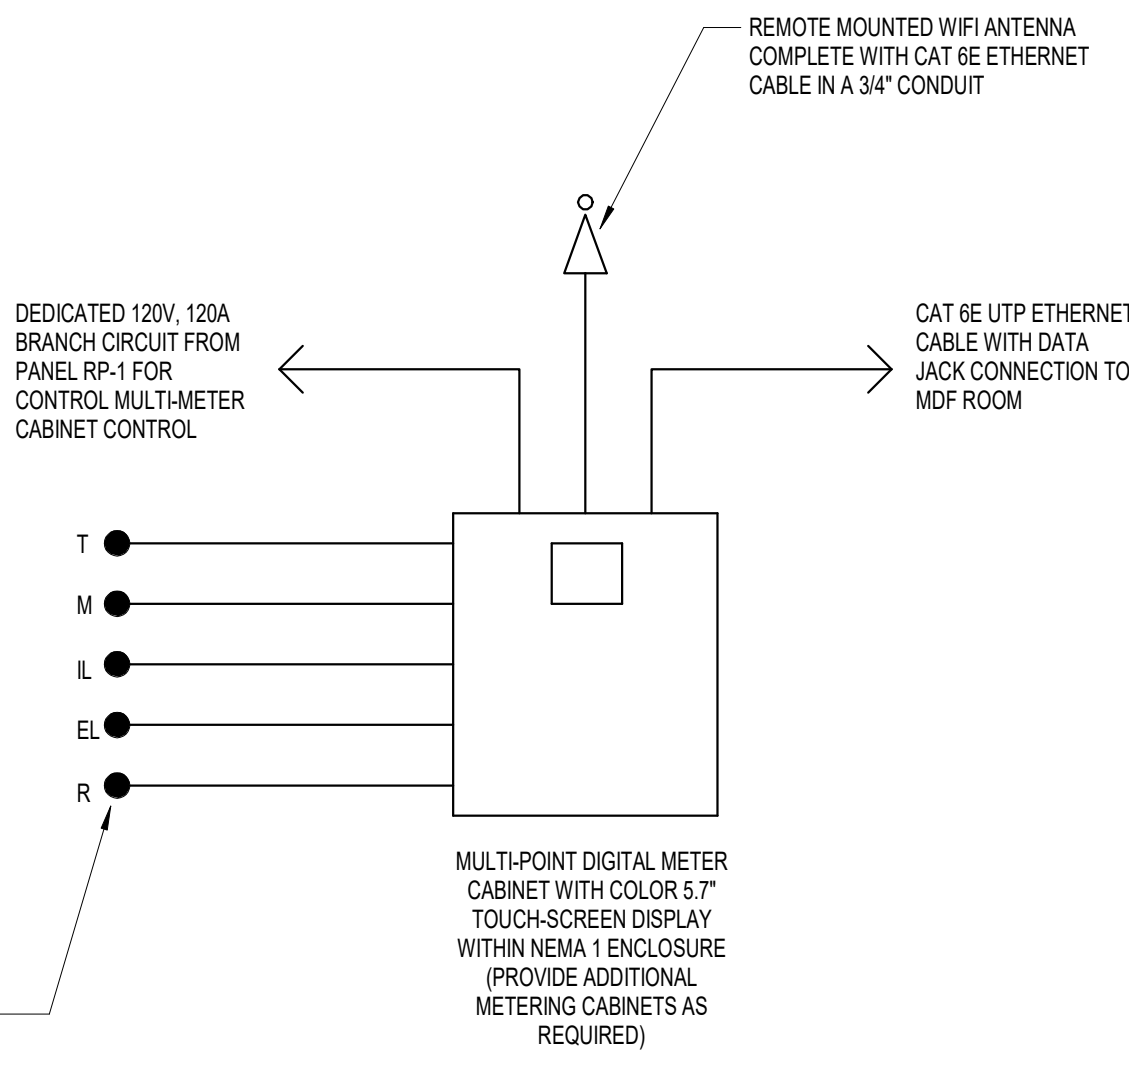 REMOTE MOUNTED WIFI ANTENNA
COMPLETE WITH CAT 6E ETHERNET
CABLE IN A 3/4" CONDUIT
DEDICATED 120V, 120A
BRANCH CIRCUIT FROM
PANEL RP-1 FOR
CONTROL MULTI-METER
CABINET CONTROL
CAT 6E UTP ETHERNET
CABLE WITH DATA
JACK CONNECTION TO
MDF ROOM
T
M
IL
EL
R
MULTI-POINT DIGITAL METER
CABINET WITH COLOR 5.7"
TOUCH-SCREEN DISPLAY
WITHIN NEMA 1 ENCLOSURE
(PROVIDE ADDITIONAL
METERING CABINETS AS
REQUIRED)